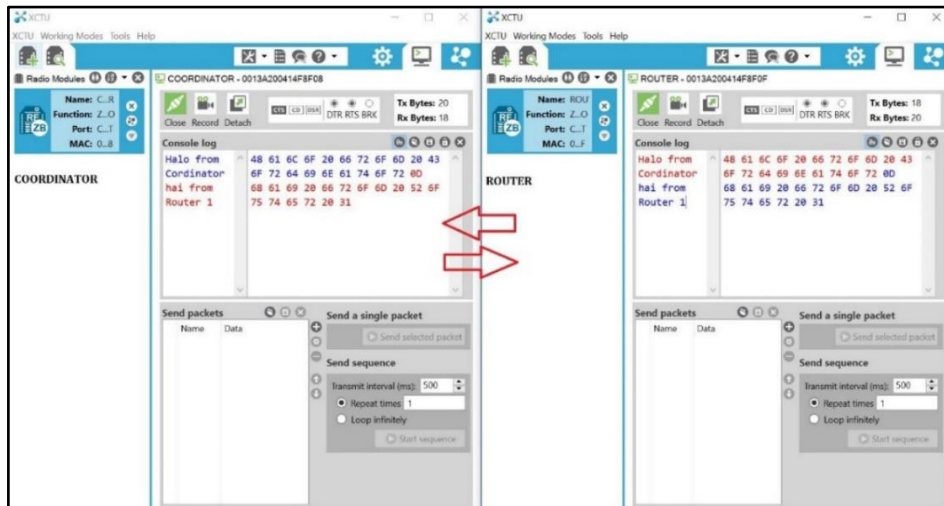 XCTU
XCTU Working Modes Tools Help
Radio Modules
Name: C...R
Function: Z...O
Port: C...T
MAC: 0...8
COORDINATOR
COORDINATOR - 0013A200414F8F08
Close Record Detach
CTS CD DSR
DTR RTS BRK
Tx Bytes: 20
Rx Bytes: 18
Console log
Halo from 48 61 6C 6F 20 66 72 6F 6D 20 43
Cordinator 6F 72 64 69 6E 61 74 6F 72 0D
hai from 68 61 69 20 66 72 6F 6D 20 52 6F
Router 1 75 74 65 72 20 31
Send packets
Name Data
Send a single packet
Send selected packet
Send sequence
Transmit interval (ms): 500
Repeat times 1
Loop infinitely
Start sequence
XCTU
XCTU Working Modes Tools Help
Radio Modules
Name: ROU
Function: Z...O
Port: C...T
MAC: 0...F
ROUTER
ROUTER - 0013A200414F8F0F
Close Record Detach
CTS CD DSR
DTR RTS BRK
Tx Bytes: 18
Rx Bytes: 20
Console log
Halo from 48 61 6C 6F 20 66 72 6F 6D 20 43
Cordinator 6F 72 64 69 6E 61 74 6F 72 0D
hai from 68 61 69 20 66 72 6F 6D 20 52 6F
Router 1 75 74 65 72 20 31
Send packets
Name Data
Send a single packet
Send selected packet
Send sequence
Transmit interval (ms): 500
Repeat times 1
Loop infinitely
Start sequence